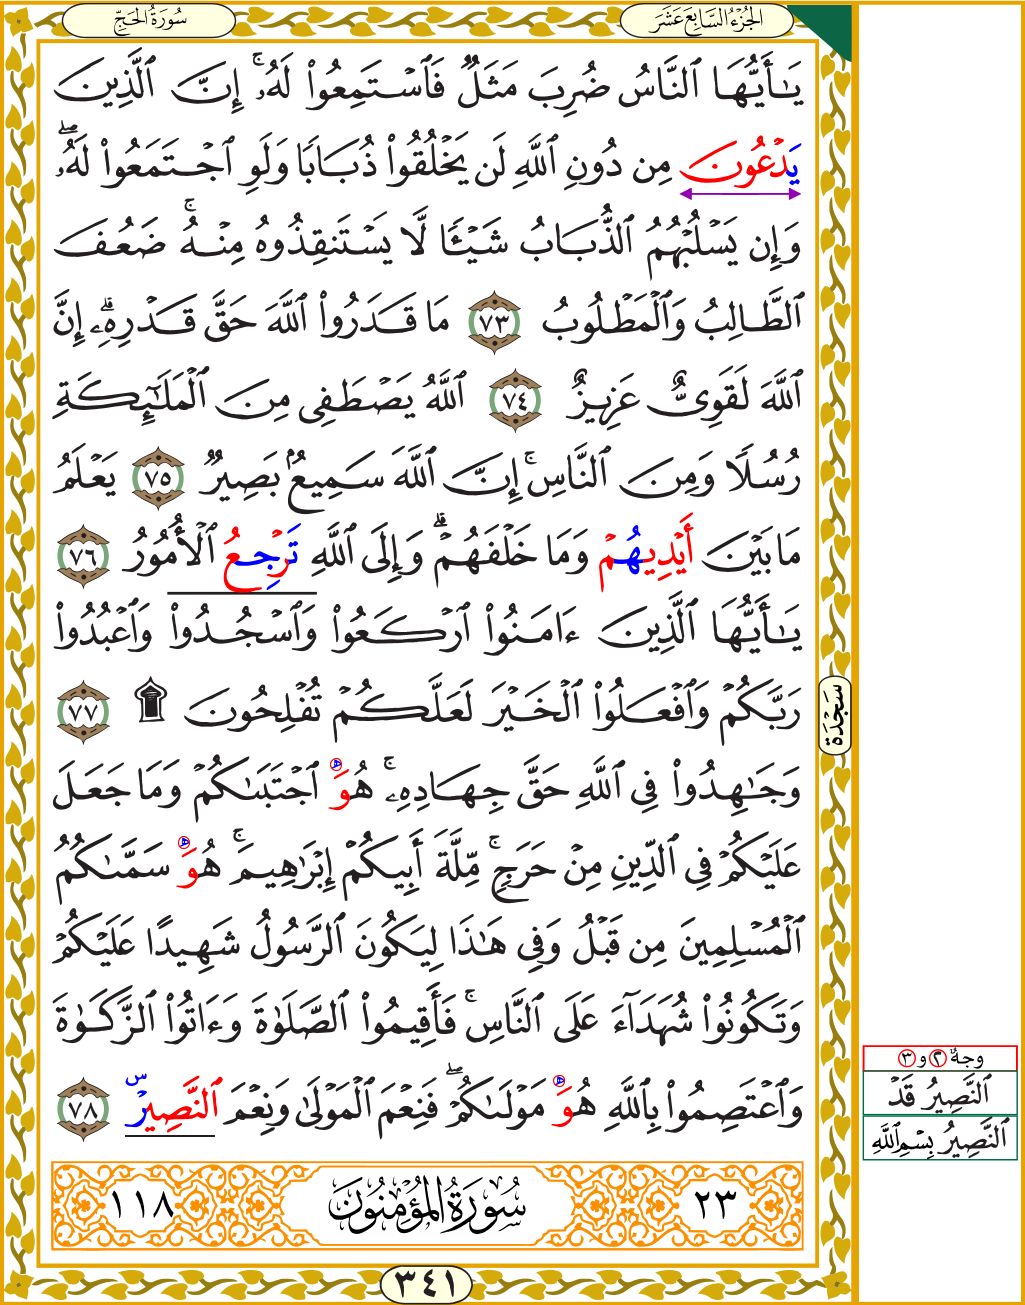 الجُزْءُ السَّابِعَ عَشَرَ
سُورَةُ الحَجِّ
يَـٰٓأَيُّهَا ٱلنَّاسُ ضُرِبَ مَثَلٌ فَٱسْتَمِعُوا۟ لَهُۥٓ ۚ إِنَّ ٱلَّذِينَ
يَدْعُونَ مِن دُونِ ٱللَّهِ لَن يَخْلُقُوا۟ ذُبَابًا وَلَوِ ٱجْتَمَعُوا۟ لَهُۥ ۖ
وَإِن يَسْلُبْهُمُ ٱلذُّبَابُ شَيْـًٔا لَّا يَسْتَنقِذُوهُ مِنْهُ ۚ ضَعُفَ
ٱلطَّالِبُ وَٱلْمَطْلُوبُ ٧٣ مَا قَدَرُوا۟ ٱللَّهَ حَقَّ قَدْرِهِۦٓ ۗ إِنَّ
ٱللَّهَ لَقَوِىٌّ عَزِيزٌ ٧٤ ٱللَّهُ يَصْطَفِى مِنَ ٱلْمَلَـٰٓئِكَةِ
رُسُلًا وَمِنَ ٱلنَّاسِ ۚ إِنَّ ٱللَّهَ سَمِيعٌۢ بَصِيرٌ ٧٥ يَعْلَمُ
مَا بَيْنَ أَيْدِيهُمْ وَمَا خَلْفَهُمْ ۗ وَإِلَى ٱللَّهِ تَرْجِعُ ٱلْأُمُورُ ٧٦
يَـٰٓأَيُّهَا ٱلَّذِينَ ءَامَنُوا۟ ٱرْكَعُوا۟ وَٱسْجُدُوا۟ وَٱعْبُدُوا۟
رَبَّكُمْ وَٱفْعَلُوا۟ ٱلْخَيْرَ لَعَلَّكُمْ تُفْلِحُونَ ۩ ٧٧
وَجَـٰهِدُوا۟ فِى ٱللَّهِ حَقَّ جِهَادِهِۦ ۚ هُوَ ٱجْتَبَىٰكُمْ وَمَا جَعَلَ
عَلَيْكُمْ فِى ٱلدِّينِ مِنْ حَرَجٍ ۚ مِّلَّةَ أَبِيكُمْ إِبْرَٰهِيمَ ۚ هُوَ سَمَّىٰكُمُ
ٱلْمُسْلِمِينَ مِن قَبْلُ وَفِى هَـٰذَا لِيَكُونَ ٱلرَّسُولُ شَهِيدًا عَلَيْكُمْ
وَتَكُونُوا۟ شُهَدَآءَ عَلَى ٱلنَّاسِ ۚ فَأَقِيمُوا۟ ٱلصَّلَوٰةَ وَءَاتُوا۟ ٱلزَّكَوٰةَ
وَٱعْتَصِمُوا۟ بِٱللَّهِ هُوَ مَوْلَىٰكُمْ ۖ فَنِعْمَ ٱلْمَوْلَىٰ وَنِعْمَ ٱلنَّصِيرُ س ٧٨
٢٣ سُورَةُ المُؤْمِنُونَ ١١٨
٣٤١
سَجْدَة
وجهٌ ٢ و ٣
ٱلنَّصِيرُ قَدْ
ٱلنَّصِيرُ بِسْمِ ٱللَّهِ